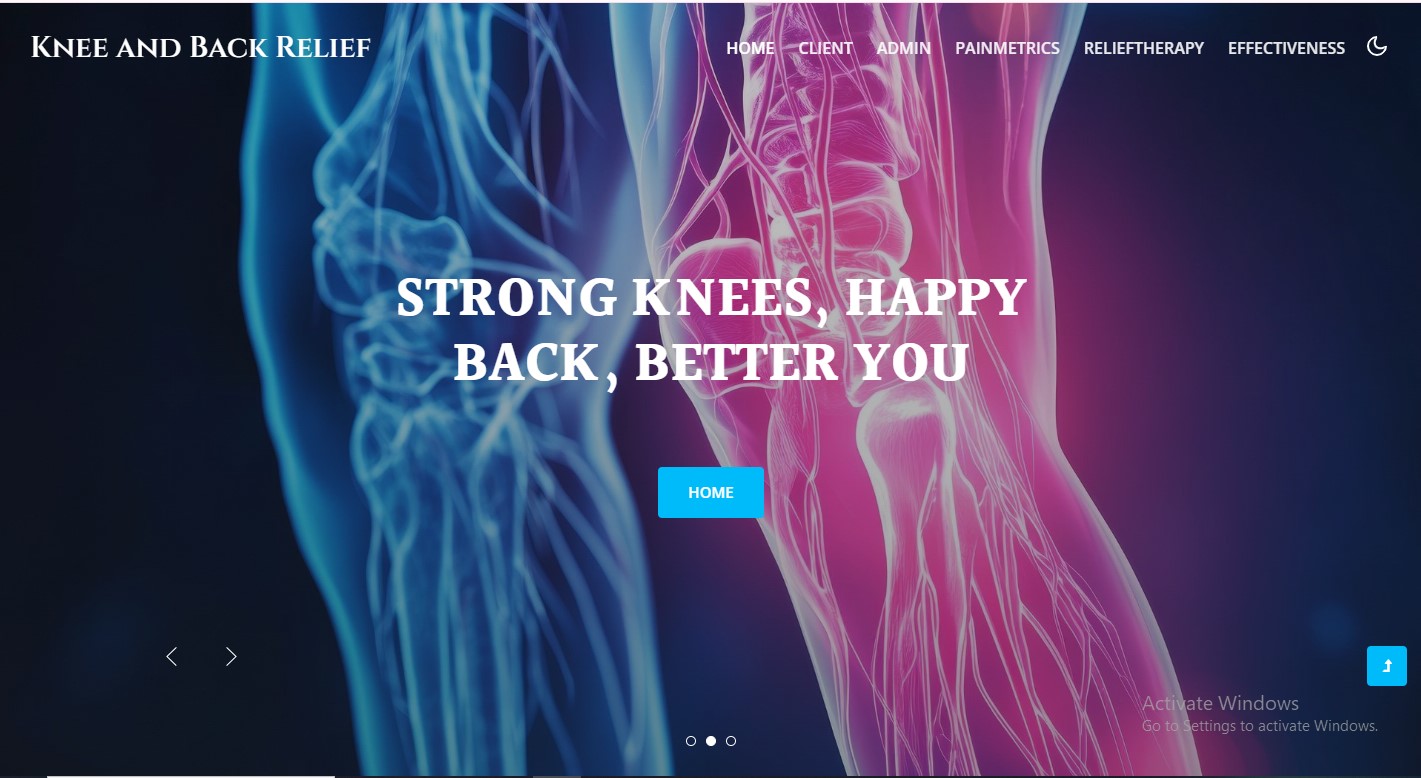 KNEE AND BACK RELIEF
HOME CLIENT ADMIN PAINMETRICS RELIEFTHERAPY EFFECTIVENESS
STRONG KNEES, HAPPY
BACK, BETTER YOU
HOME
Activate Windows
Go to Settings to activate Windows.